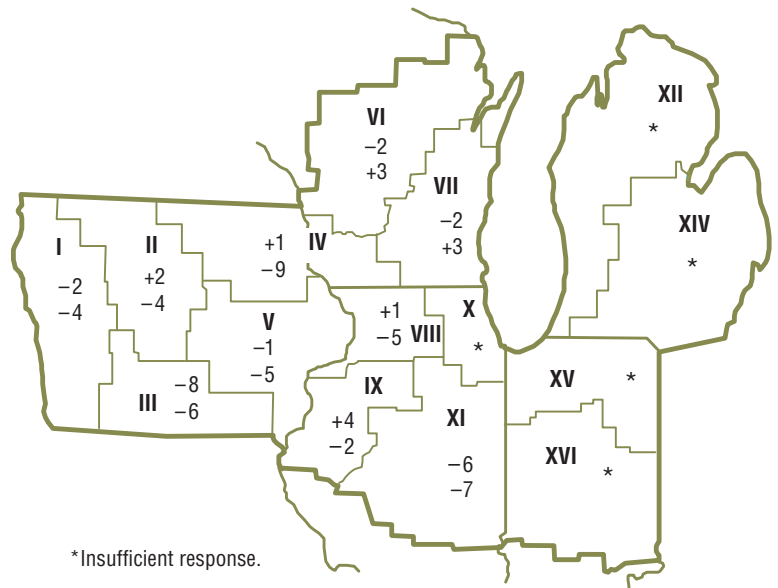 XII
*
VI
−2
+3
VII
−2
+3
XIV
*
I
−2
−4
II
+2
−4
IV
+1
−9
V
−1
−5
III
−8
−6
VIII
+1
−5
X
*
IX
+4
−2
XI
−6
−7
XV
*
XVI
*
*Insufficient response.